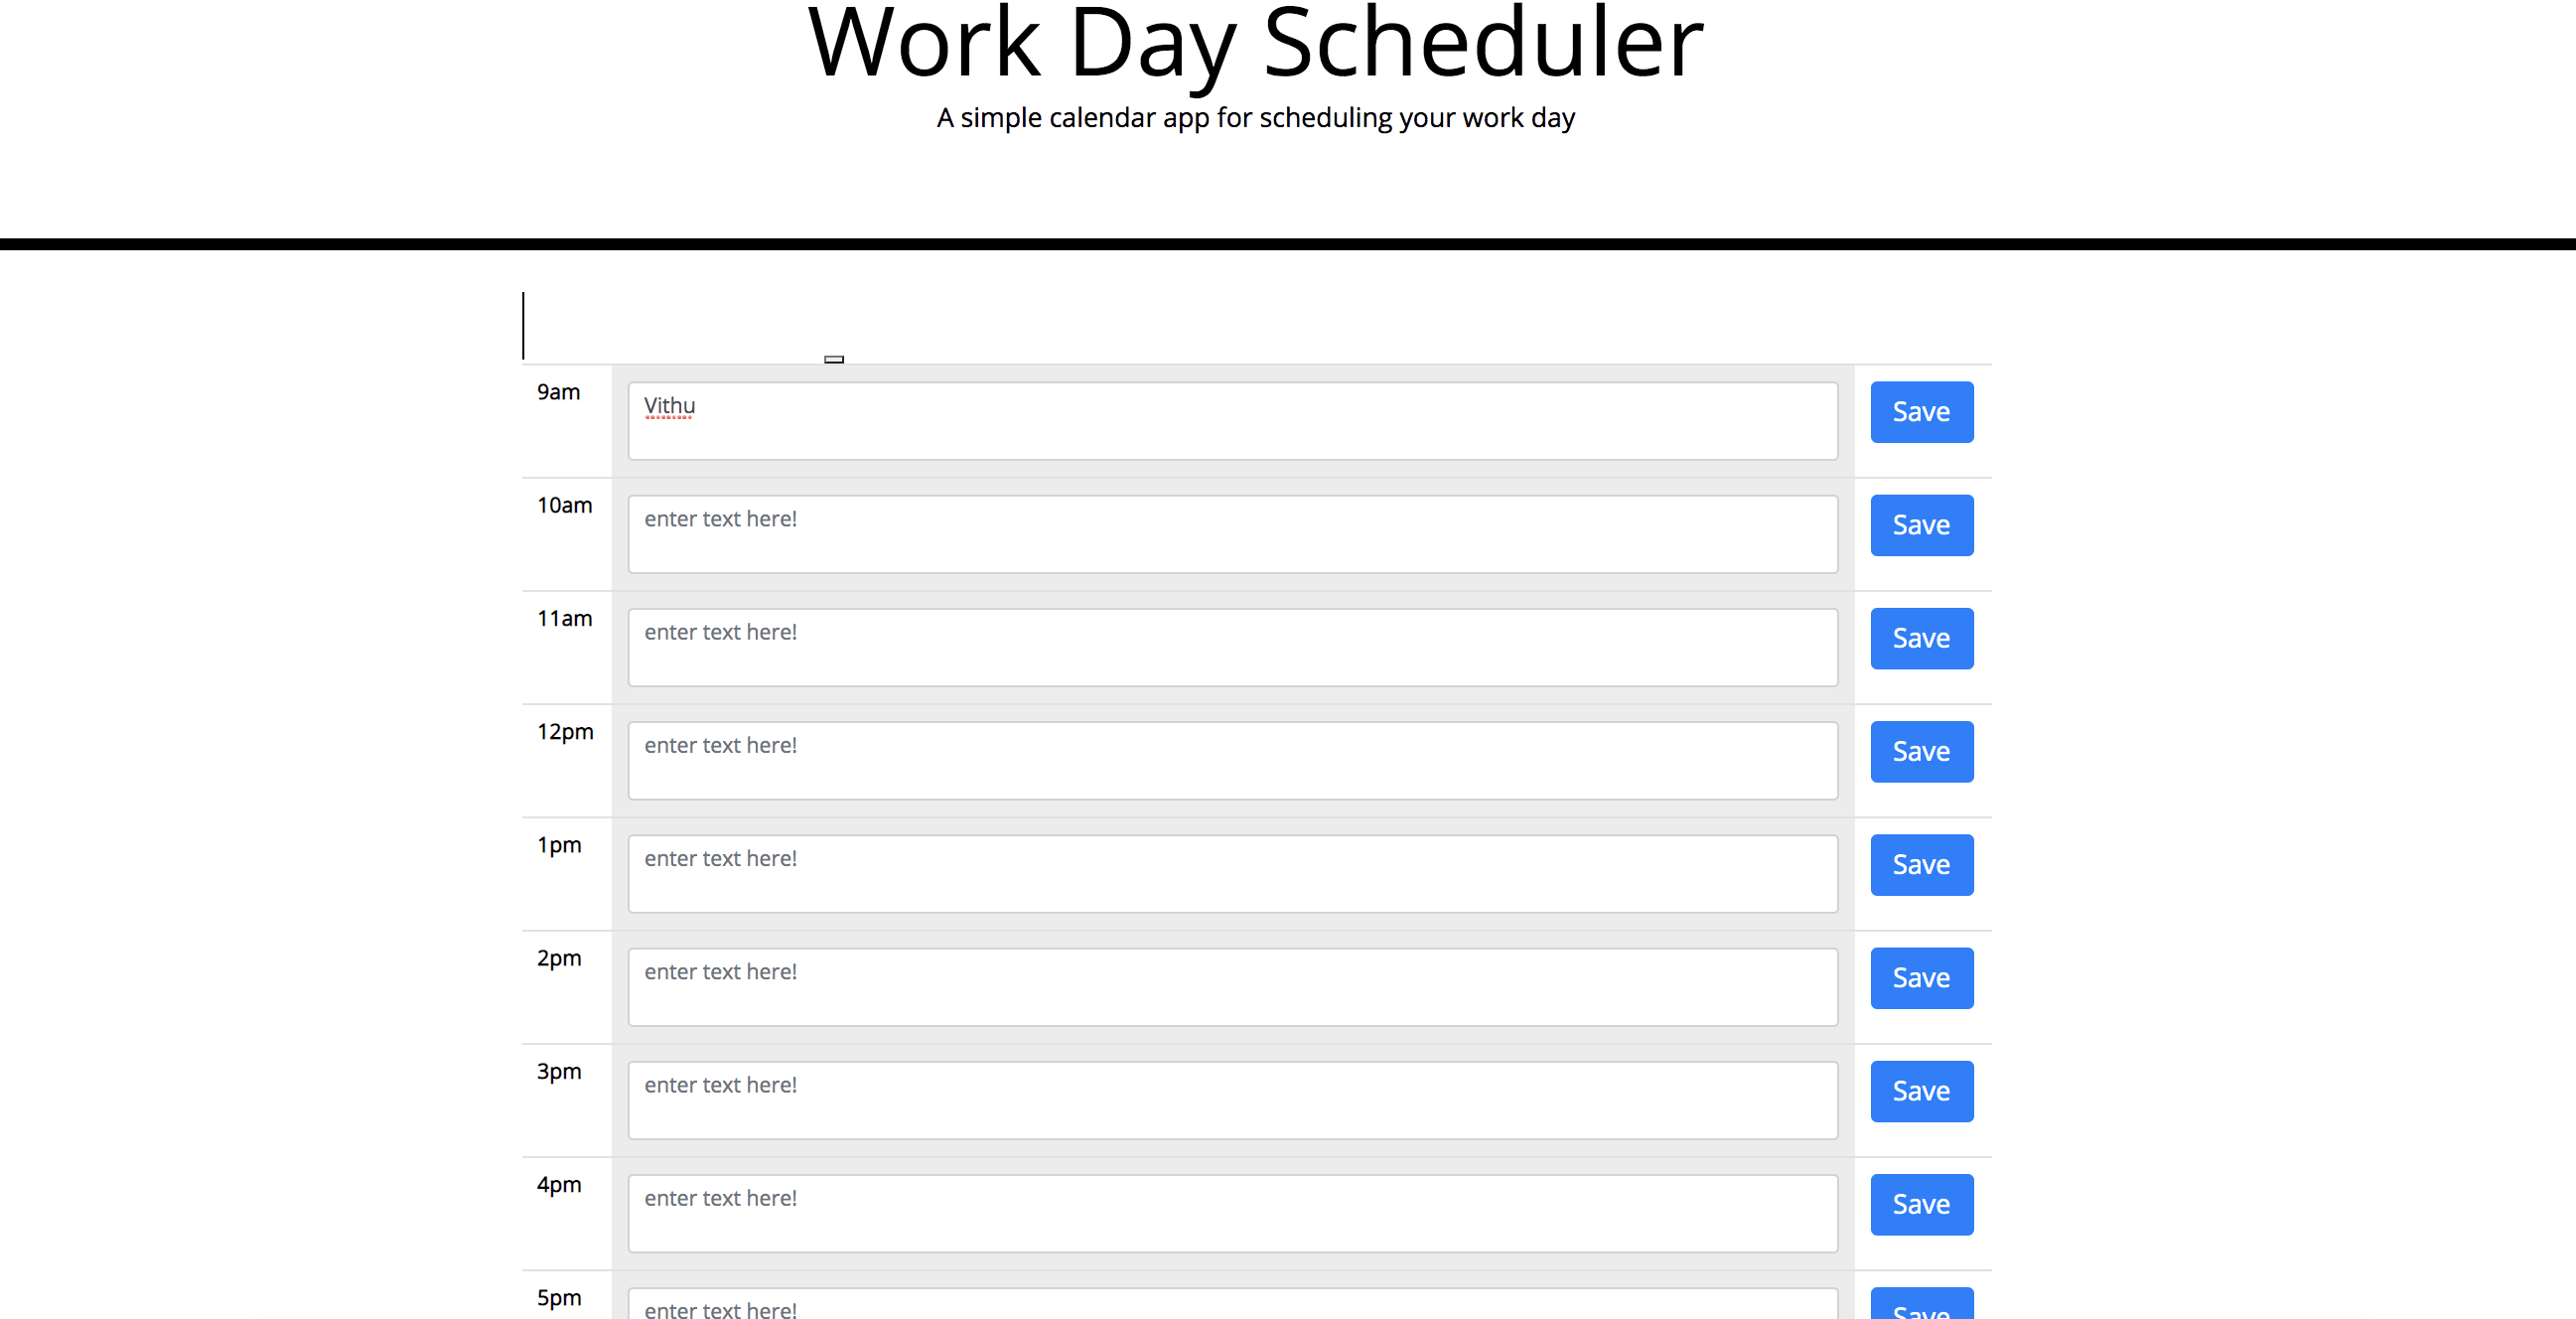 Work Day Scheduler
A simple calendar app for scheduling your work day
9am Vithu Save
10am enter text here! Save
11am enter text here! Save
12pm enter text here! Save
1pm enter text here! Save
2pm enter text here! Save
3pm enter text here! Save
4pm enter text here! Save
5pm enter text here! Save